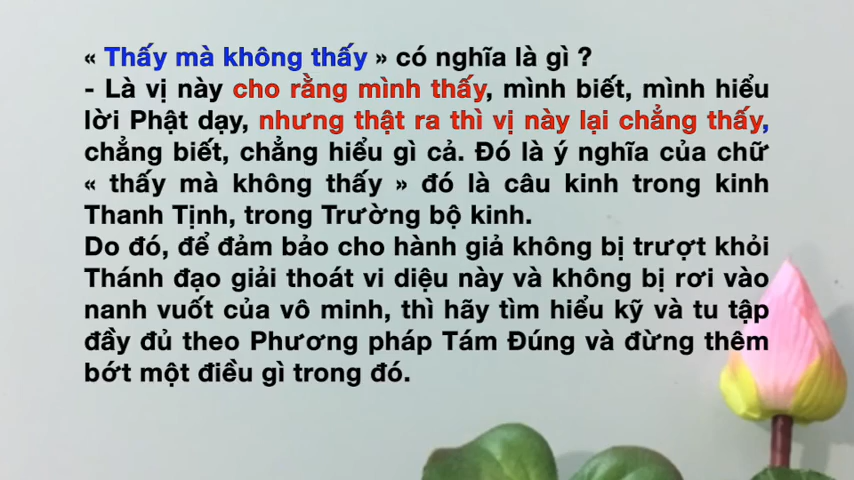 « Thấy mà không thấy » có nghĩa là gì ?
- Là vị này cho rằng mình thấy, mình biết, mình hiểu
lời Phật dạy, nhưng thật ra thì vị này lại chẳng thấy,
chẳng biết, chẳng hiểu gì cả. Đó là ý nghĩa của chữ
« thấy mà không thấy » đó là câu kinh trong kinh
Thanh Tịnh, trong Trường bộ kinh.
Do đó, để đảm bảo cho hành giả không bị trượt khỏi
Thánh đạo giải thoát vi diệu này và không bị rơi vào
nanh vuốt của vô minh, thì hãy tìm hiểu kỹ và tu tập
đầy đủ theo Phương pháp Tám Đúng và đừng thêm
bớt một điều gì trong đó.